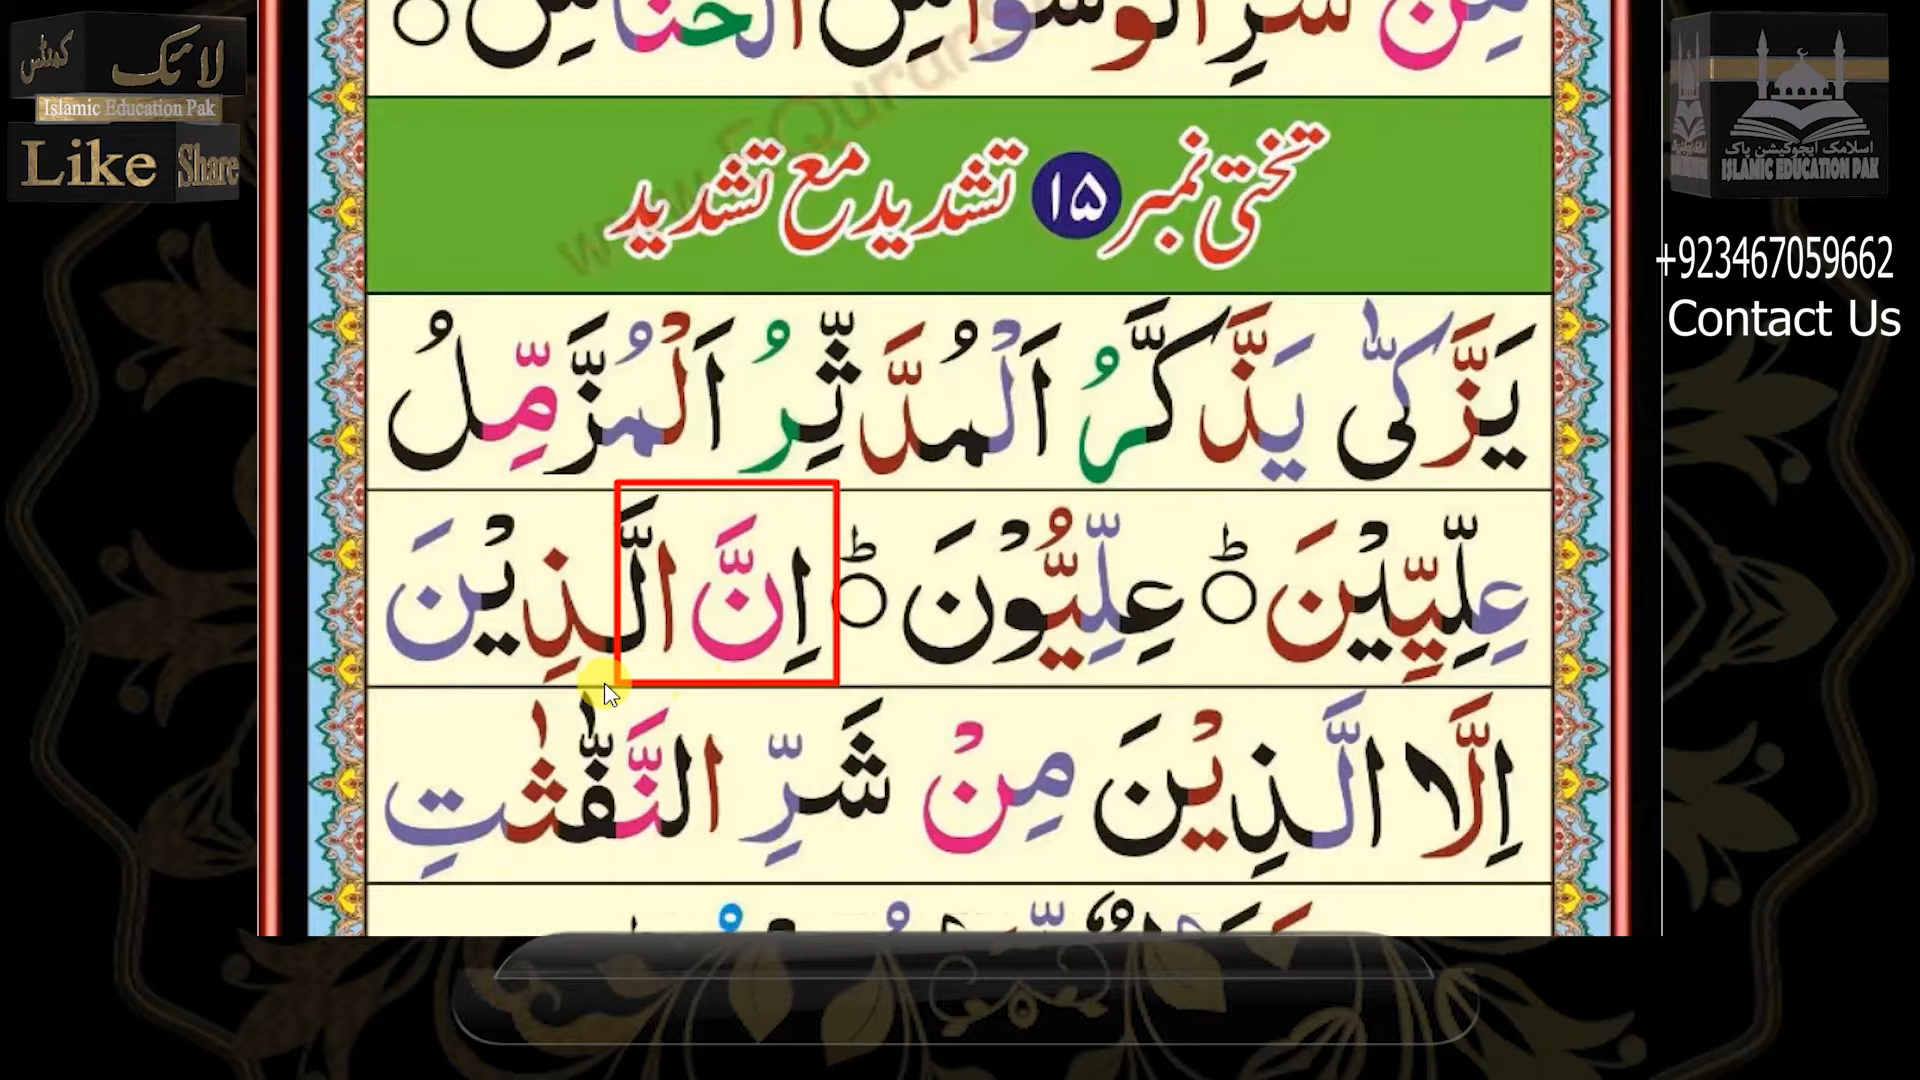 لائک کمنٹس
Islamic Education Pak
Like Share
مِنْ شَرِّ الْوَسْوَاسِ الْخَنَّاسِ
تختی نمبر ۱۵ تشدید مع تشدید
یَزَّکّٰی یَذَّکَّرُ اَلْمُدَّثِّرُ اَلْمُزَّمِّلُ
عِلِّیِّیْنَ ؕ عِلِّیُّوْنَ ؕ اِنَّ الَّذِیْنَ
اِلَّا الَّذِیْنَ مِنْ شَرِّ النَّفّٰثٰتِ
اسلامک ایجوکیشن پاک
ISLAMIC EDUCATION PAK
+923467059662
Contact Us